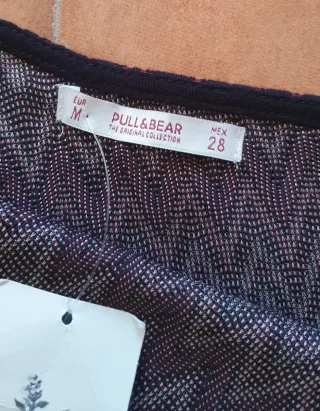 EUR
M
PULL&BEAR
THE ORIGINAL COLLECTION
MEX
28